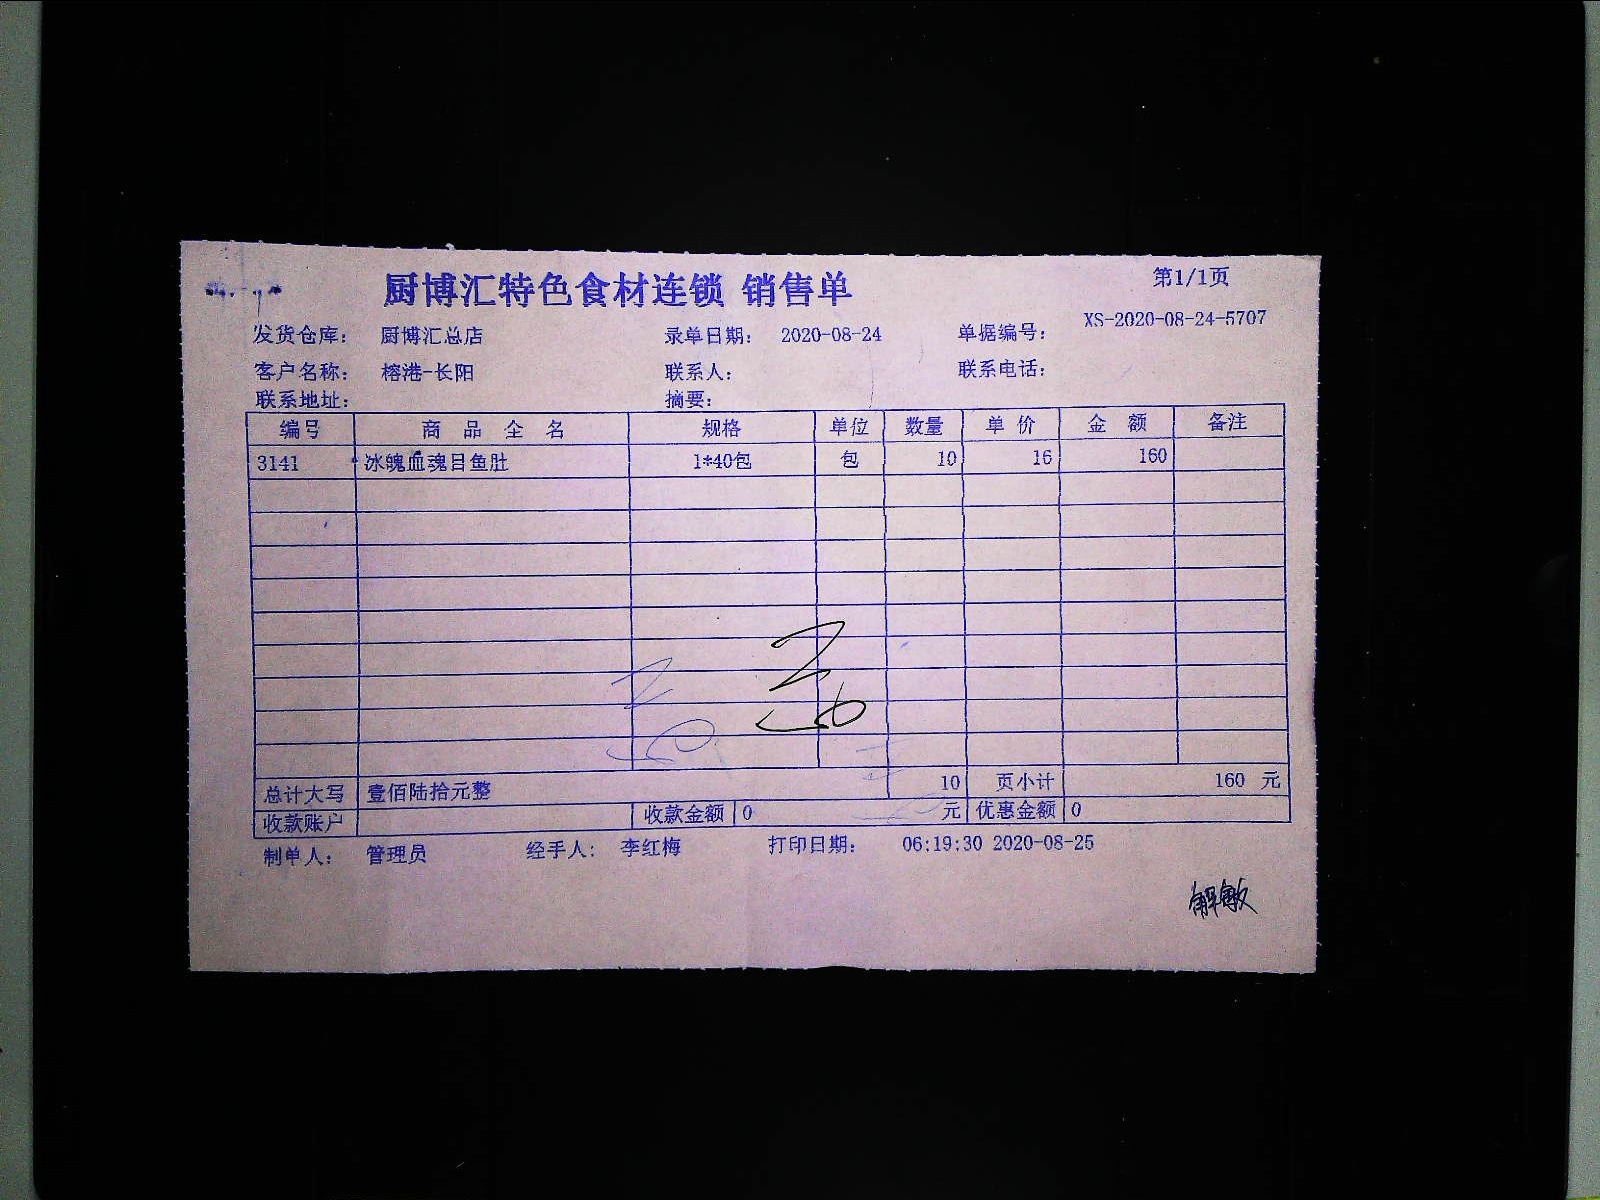 厨博汇特色食材连锁 销售单
第1/1页
发货仓库： 厨博汇总店 录单日期： 2020-08-24 单据编号： XS-2020-08-24-5707
客户名称： 榕港-长阳 联系人： 联系电话：
联系地址： 摘要：
编号 商品全名 规格 单位 数量 单价 金额 备注
3141 冰魄血魂目鱼肚 1*40包 包 10 16 160
总计大写 壹佰陆拾元整 10 页小计 160 元
收款账户 收款金额 0 元 优惠金额 0
制单人： 管理员 经手人： 李红梅 打印日期： 06:19:30 2020-08-25
解敏